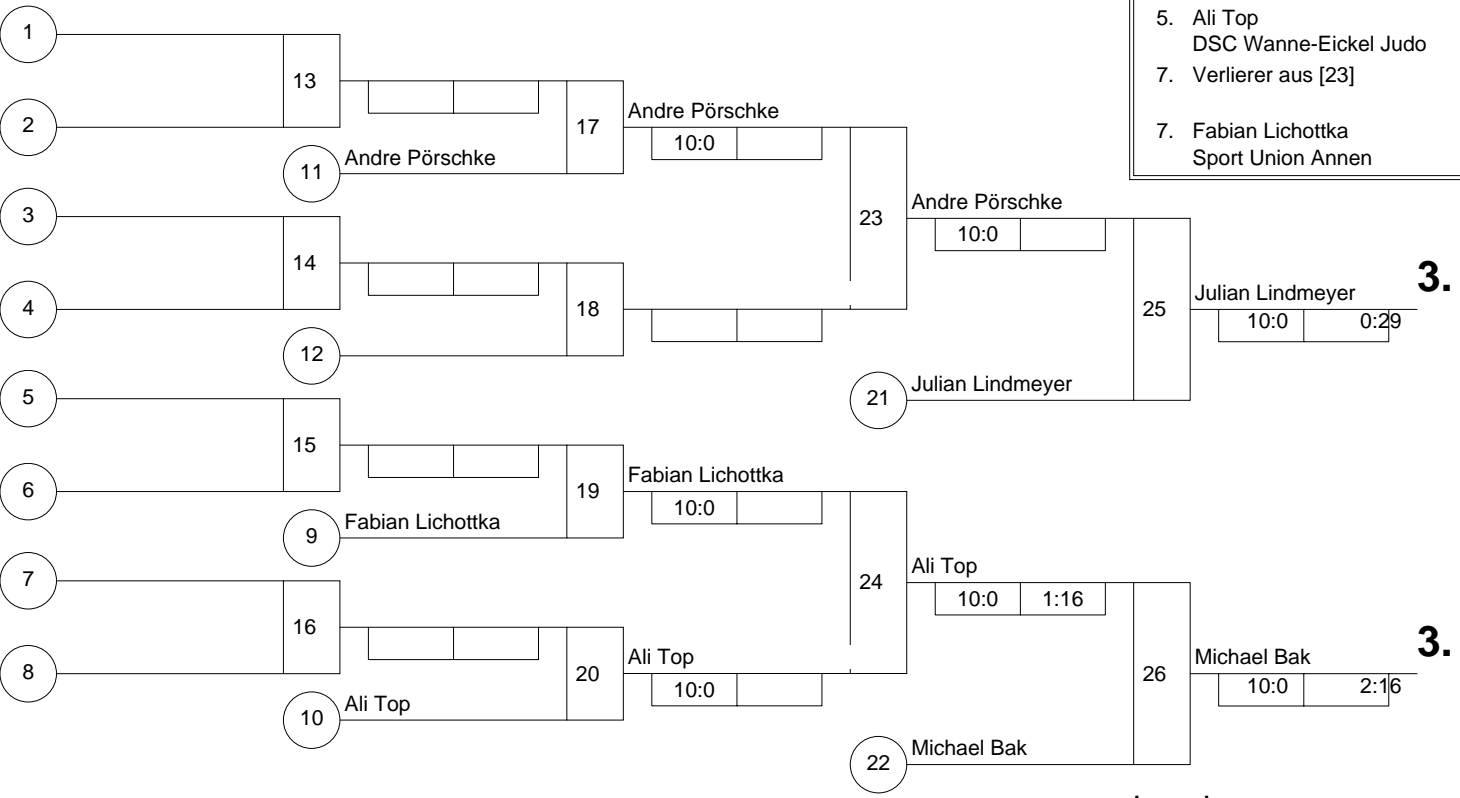 5. Ali Top
DSC Wanne-Eickel Judo
7. Verlierer aus [23]
7. Fabian Lichottka
Sport Union Annen
1
13
2
17
Andre Pörschke
10:0
11
Andre Pörschke
3
14
4
18
12
23
Andre Pörschke
10:0
25
Julian Lindmeyer
10:0
0:29
3.
21
Julian Lindmeyer
5
15
6
19
Fabian Lichottka
10:0
9
Fabian Lichottka
7
16
8
20
Ali Top
10:0
10
Ali Top
24
Ali Top
10:0
1:16
26
Michael Bak
10:0
2:16
3.
22
Michael Bak